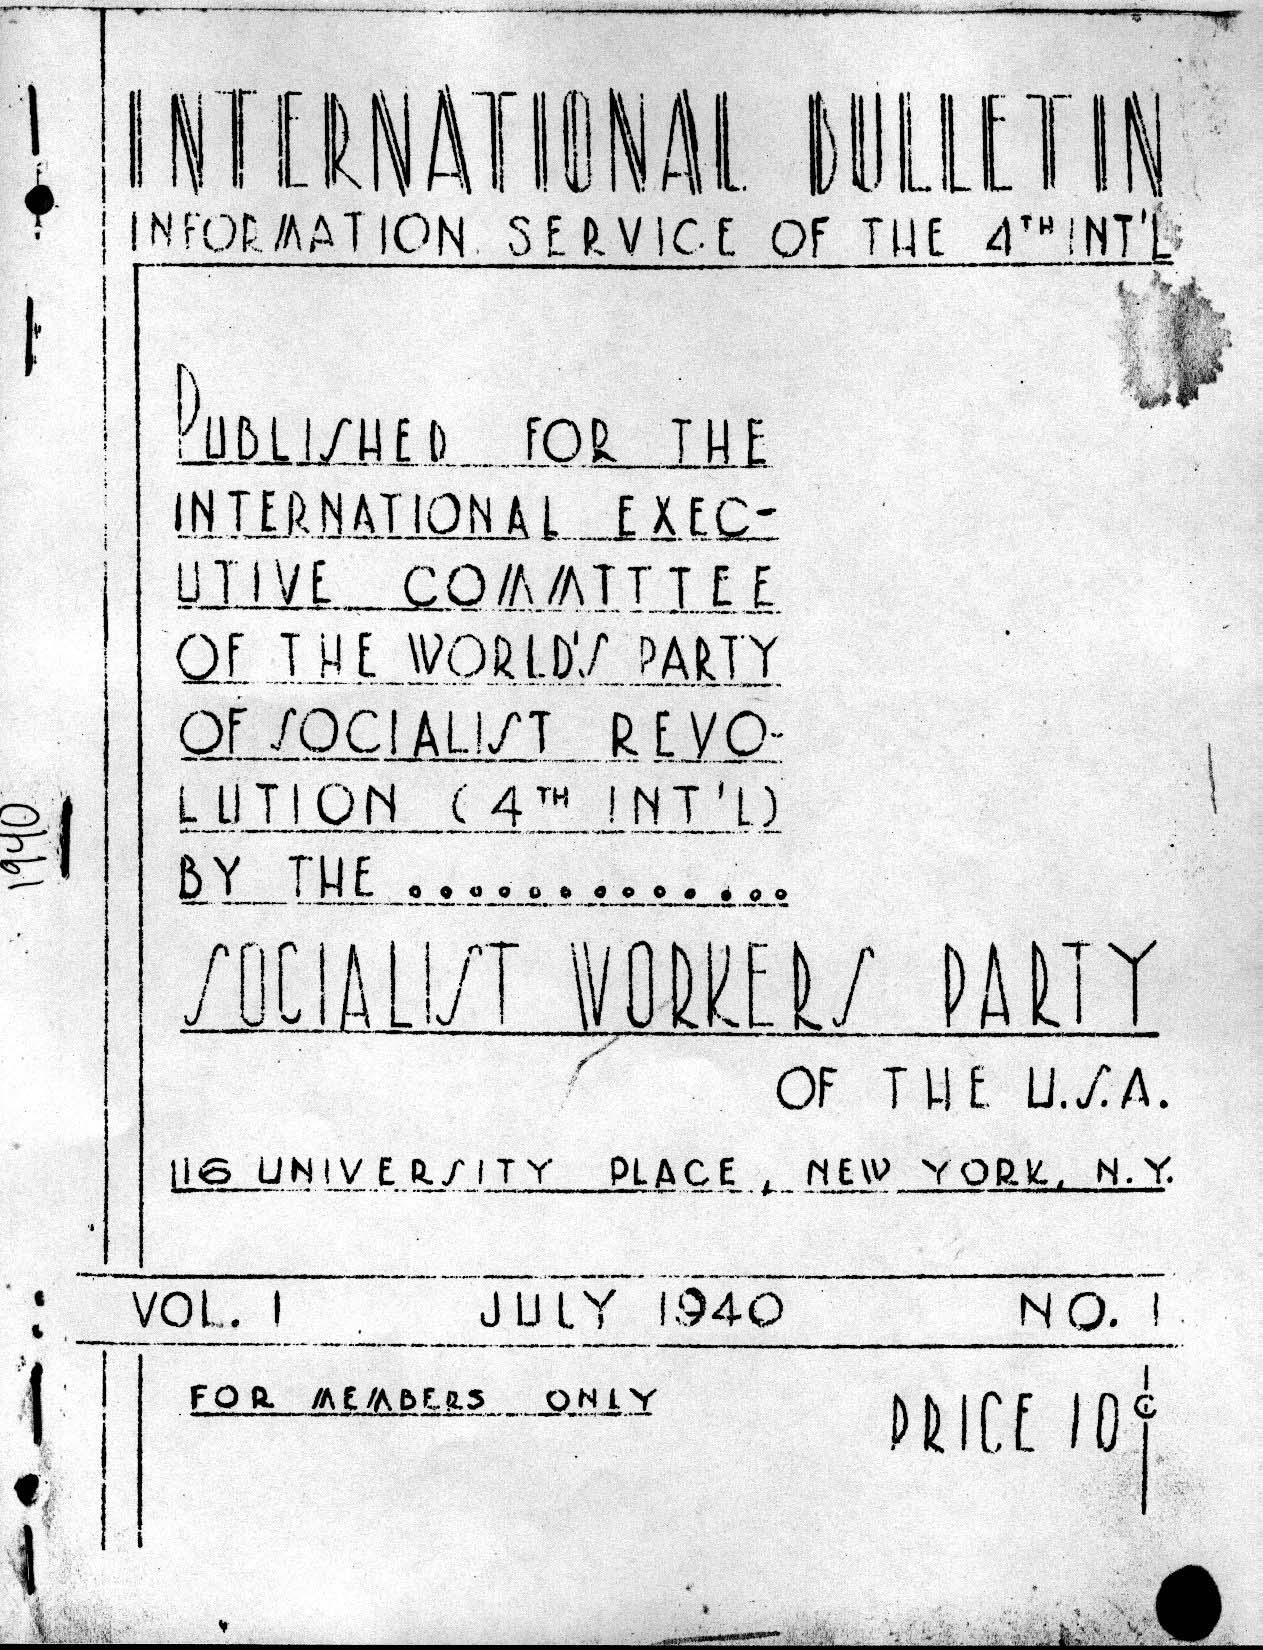 INTERNATIONAL BULLETIN
INFORMATION SERVICE OF THE 4TH INT'L
PUBLISHED FOR THE
INTERNATIONAL EXEC-
UTIVE COMMTTTEE
OF THE WORLD'S PARTY
OF SOCIALIST REVO-
LUTION (4TH INT'L)
BY THE .............
SOCIALIST WORKERS PARTY
OF THE U.S.A.
116 UNIVERSITY PLACE, NEW YORK, N.Y.
VOL. 1 JULY 1940 NO. 1
FOR MEMBERS ONLY PRICE 10¢
1940